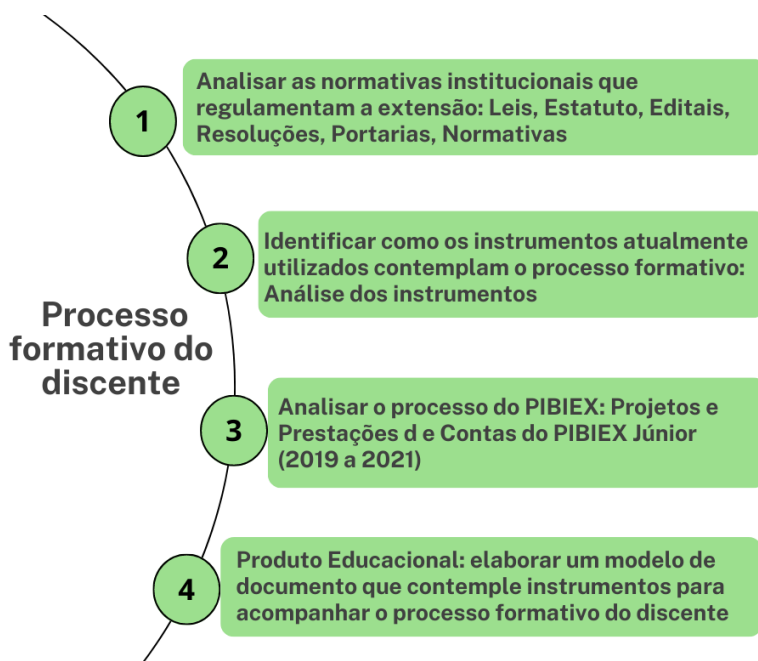 1
Analisar as normativas institucionais que
regulamentam a extensão: Leis, Estatuto, Editais,
Resoluções, Portarias, Normativas
2
Identificar como os instrumentos atualmente
utilizados contemplam o processo formativo:
Análise dos instrumentos
Processo
formativo do
discente
3
Analisar o processo do PIBIEX: Projetos e
Prestações d e Contas do PIBIEX Júnior
(2019 a 2021)
4
Produto Educacional: elaborar um modelo de
documento que contemple instrumentos para
acompanhar o processo formativo do discente